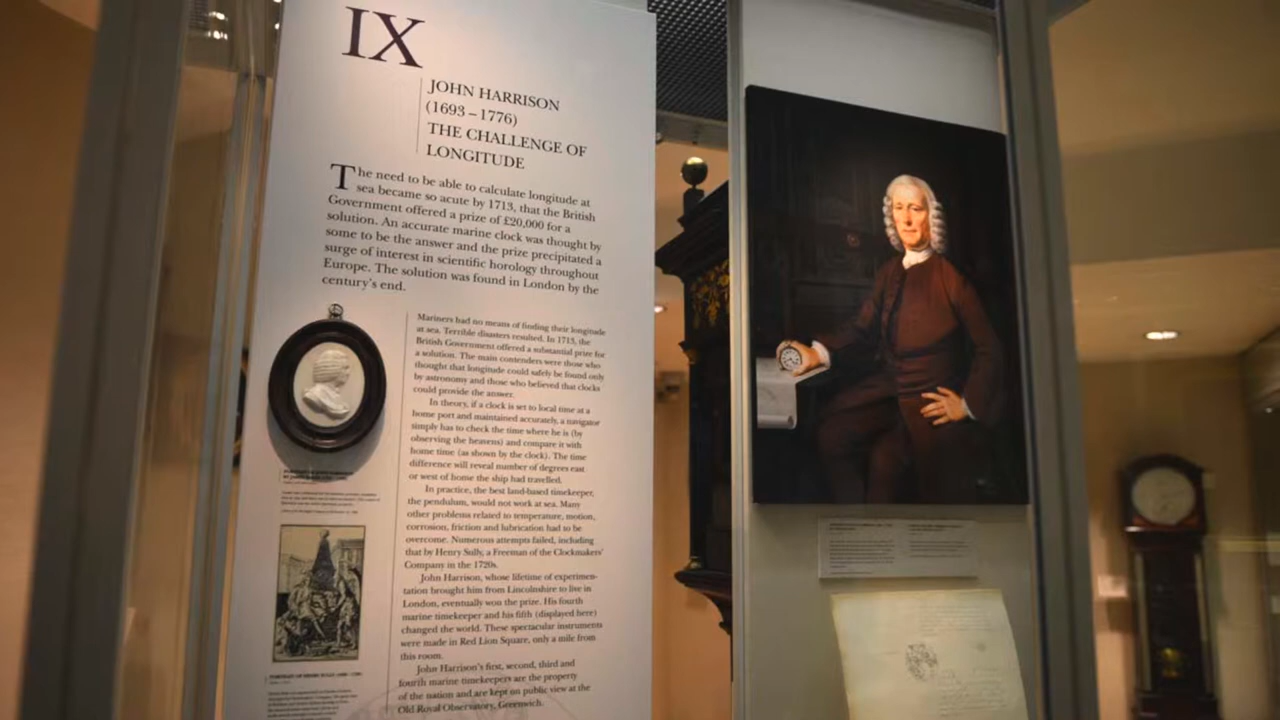 IX
JOHN HARRISON
(1693 – 1776)
THE CHALLENGE OF
LONGITUDE
The need to be able to calculate longitude at
sea became so acute by 1713, that the British
Government offered a prize of £20,000 for a
solution. An accurate marine clock was thought by
some to be the answer and the prize precipitated a
surge of interest in scientific horology throughout
Europe. The solution was found in London by the
century's end.
Mariners had no means of finding their longitude
at sea. Terrible disasters resulted. In 1713, the
British Government offered a substantial prize for
a solution. The main contenders were those who
thought that longitude could safely be found only
by astronomy and those who believed that clocks
could provide the answer.
In theory, if a clock is set to local time at a
home port and maintained accurately, a navigator
simply has to check the time where he is (by
observing the heavens) and compare it with
home time (as shown by the clock). The time
difference will reveal number of degrees east
or west of home the ship had travelled.
In practice, the best land-based timekeeper,
the pendulum, would not work at sea. Many
other problems related to temperature, motion,
corrosion, friction and lubrication had to be
overcome. Numerous attempts failed, including
that by Henry Sully, a Freeman of the Clockmakers'
Company in the 1720s.
John Harrison, whose lifetime of experimen-
tation brought him from Lincolnshire to live in
London, eventually won the prize. His fourth
marine timekeeper and his fifth (displayed here)
changed the world. These spectacular instruments
were made in Red Lion Square, only a mile from
this room.
John Harrison's first, second, third and
fourth marine timekeepers are the property
of the nation and are kept on public view at the
Old Royal Observatory, Greenwich.